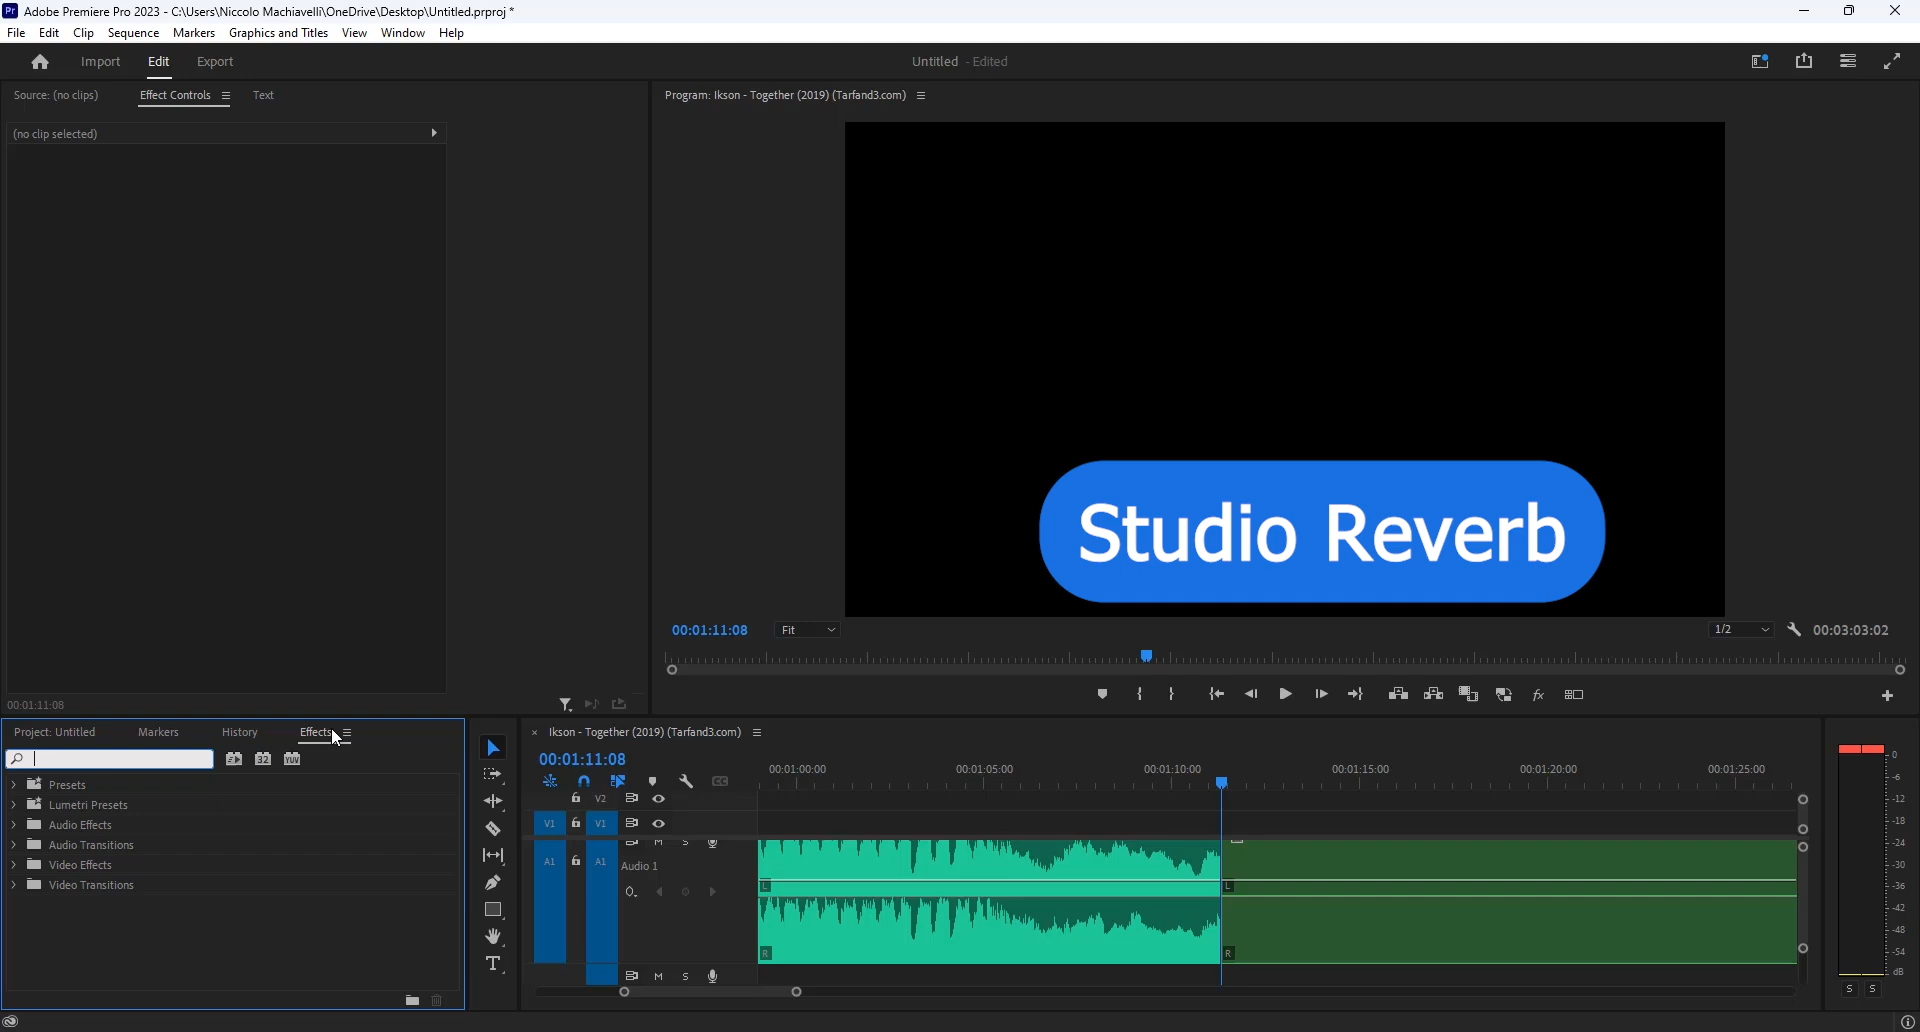 Adobe Premiere Pro 2023 - C:\Users\Niccolo Machiavelli\OneDrive\Desktop\Untitled.prproj *
File Edit Clip Sequence Markers Graphics and Titles View Window Help
Import Edit Export
Untitled - Edited
Source: (no clips) Effect Controls Text
(no clip selected)
00:01:11:08
Program: Ikson - Together (2019) (Tarfand3.com)
Studio Reverb
00:01:11:08 Fit 1/2 00:03:03:02
fx
Project: Untitled Markers History Effects
32 YUV
Presets
Lumetri Presets
Audio Effects
Audio Transitions
Video Effects
Video Transitions
T
× Ikson - Together (2019) (Tarfand3.com)
00:01:11:08
CC
00:01:00:00 00:01:05:00 00:01:10:00 00:01:15:00 00:01:20:00 00:01:25:00
V2
V1 V1
M S
A1 A1 Audio 1
L L
R R
M S
0
-6
-12
-18
-24
-30
-36
-42
-48
-54
dB
S S